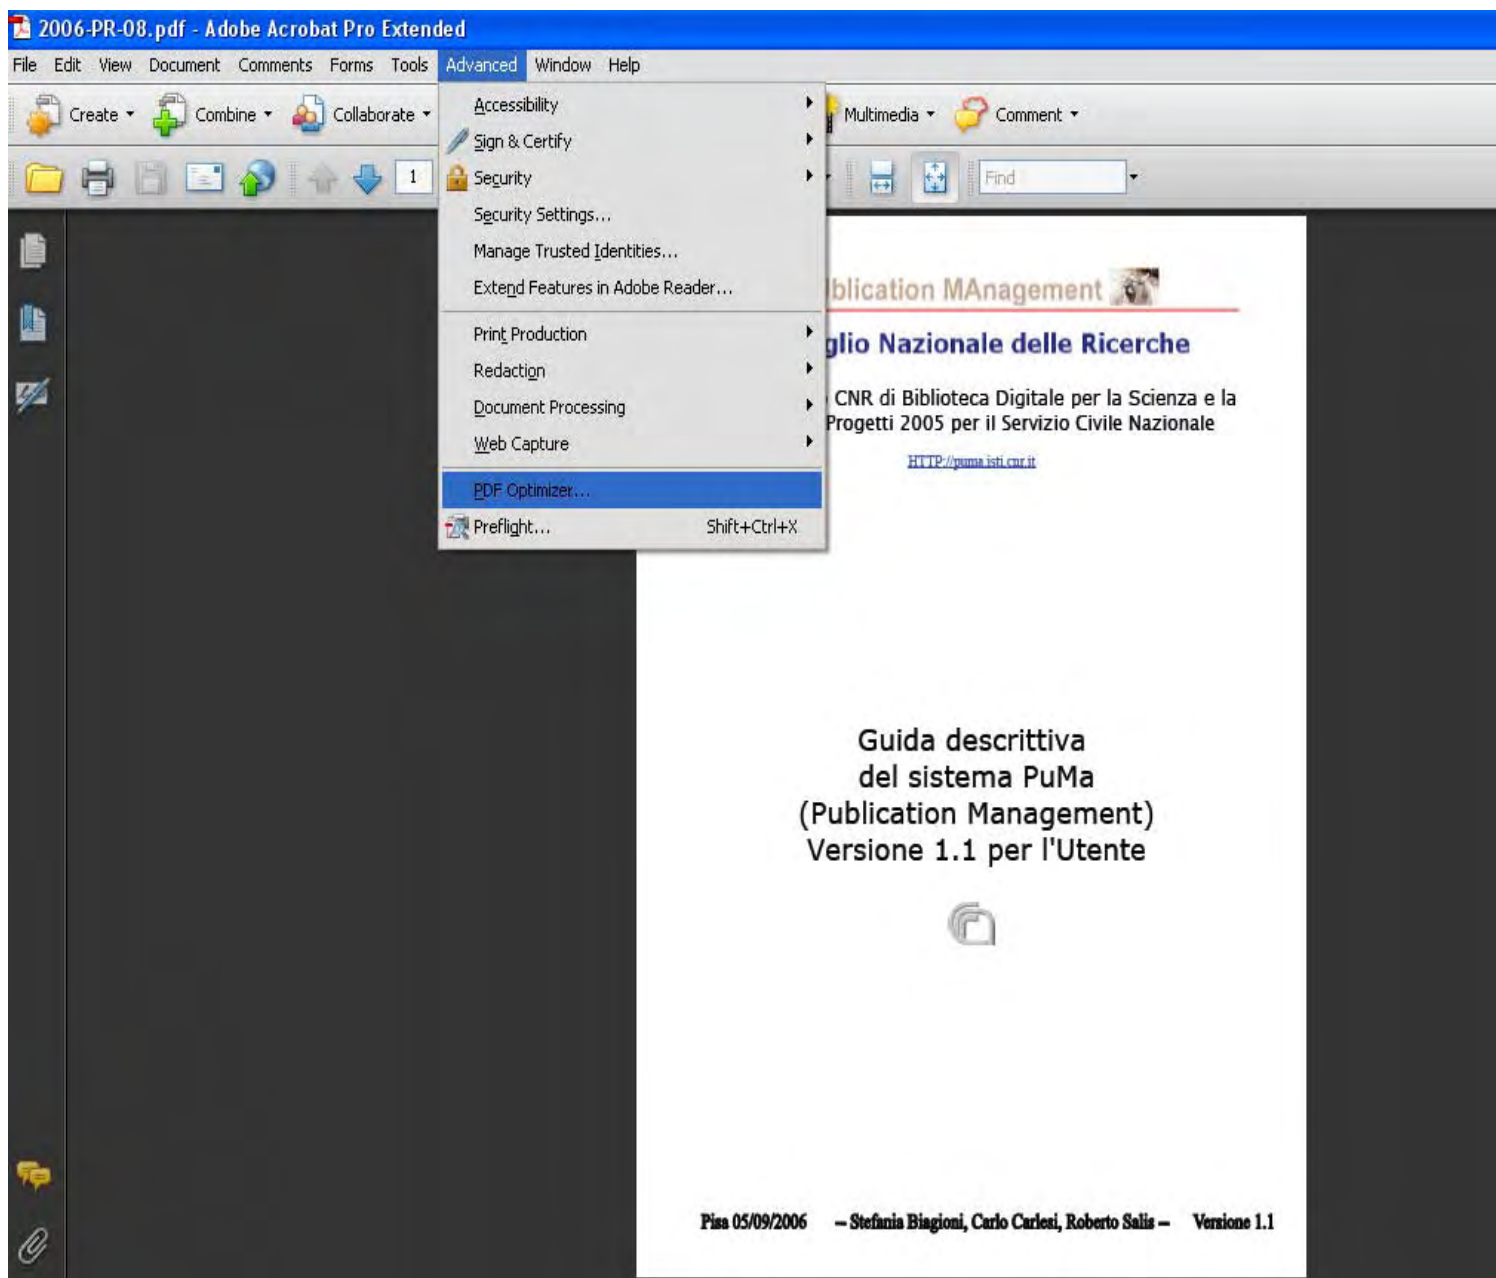 2006-PR-08.pdf - Adobe Acrobat Pro Extended
File Edit View Document Comments Forms Tools Advanced Window Help
Create Combine Collaborate Multimedia Comment
1 Find
Accessibility
Sign & Certify
Security
Security Settings...
Manage Trusted Identities...
Extend Features in Adobe Reader...
Print Production
Redaction
Document Processing
Web Capture
PDF Optimizer...
Preflight... Shift+Ctrl+X
blication MAnagement
glio Nazionale delle Ricerche
CNR di Biblioteca Digitale per la Scienza e la
Progetti 2005 per il Servizio Civile Nazionale
HTTP://puma.isti.cnr.it
Guida descrittiva
del sistema PuMa
(Publication Management)
Versione 1.1 per l'Utente
Pisa 05/09/2006 – Stefania Biagioni, Carlo Carlesi, Roberto Salis – Versione 1.1